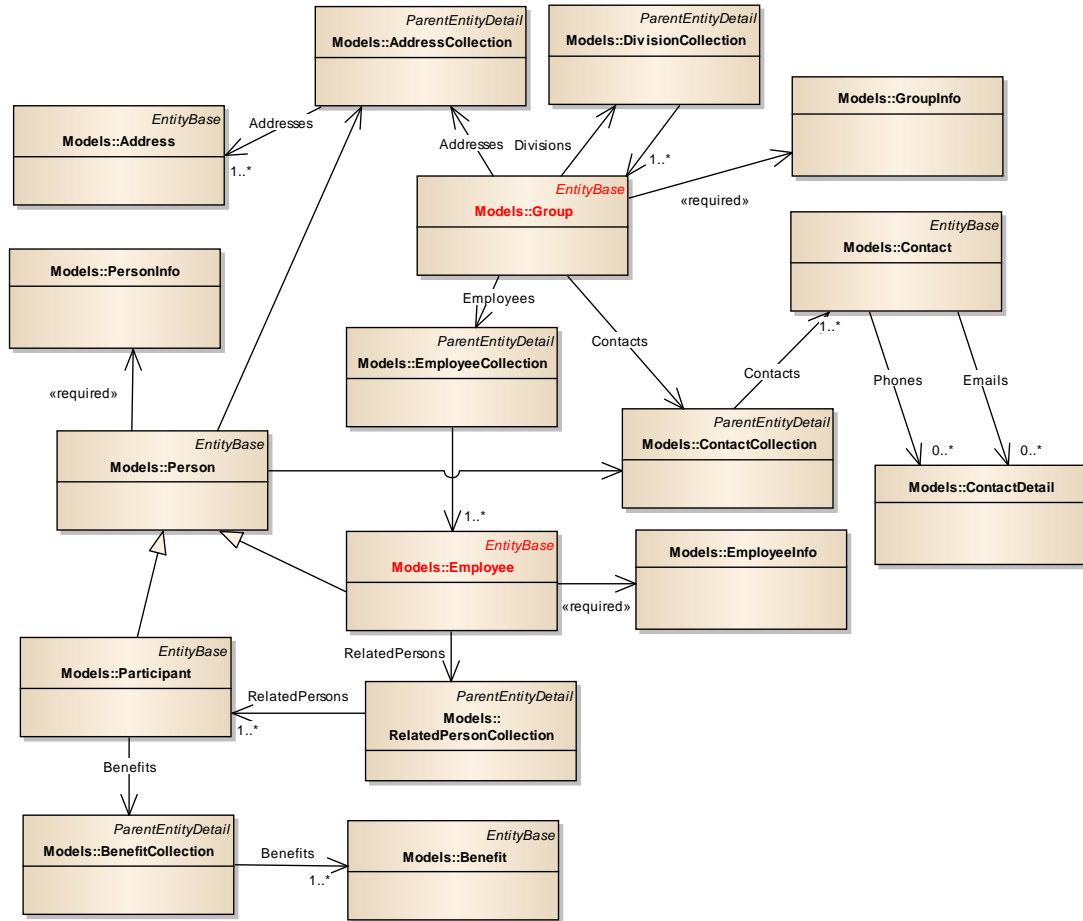 ParentEntityDetail
Models::AddressCollection
ParentEntityDetail
Models::DivisionCollection
Models::GroupInfo
EntityBase
Models::Address
Addresses
1..*
Addresses
Divisions
1..*
«required»
EntityBase
Models::Group
EntityBase
Models::Contact
Models::PersonInfo
Employees
Contacts
1..*
ParentEntityDetail
Models::EmployeeCollection
Contacts
Phones
Emails
«required»
ParentEntityDetail
Models::ContactCollection
EntityBase
Models::Person
0..*
0..*
Models::ContactDetail
1..*
EntityBase
Models::Employee
Models::EmployeeInfo
«required»
EntityBase
Models::Participant
RelatedPersons
RelatedPersons
1..*
ParentEntityDetail
Models::
RelatedPersonCollection
Benefits
ParentEntityDetail
Models::BenefitCollection
Benefits
1..*
EntityBase
Models::Benefit